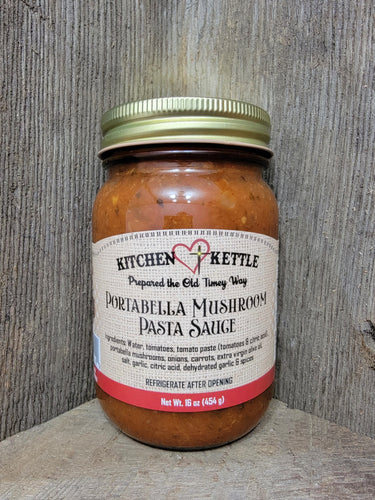 KITCHEN KETTLE
Prepared the Old Timey Way
PORTABELLA MUSHROOM
PASTA SAUCE
Ingredients: Water, tomatoes, tomato paste (tomatoes & citric acid),
portabella mushrooms, onions, carrots, extra virgin olive oil,
salt, garlic, citric acid, dehydrated garlic & spices
REFRIGERATE AFTER OPENING
Net Wt. 16 oz (454 g)